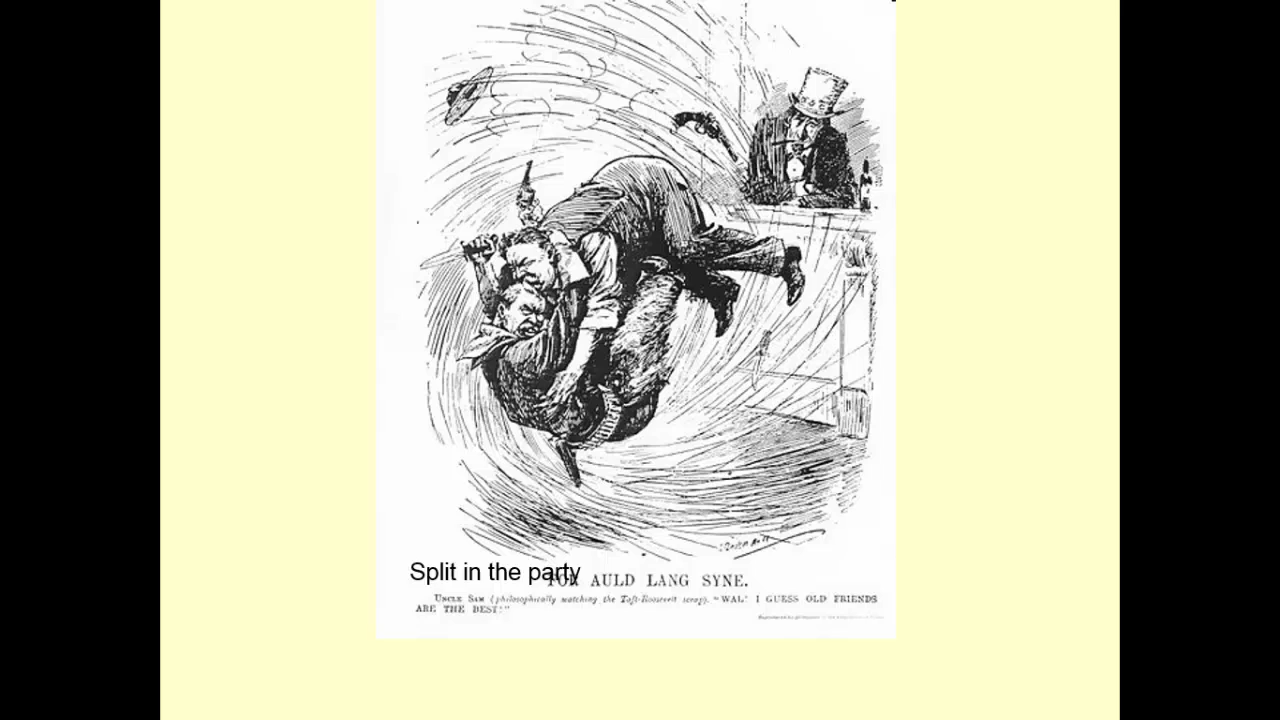 Split in the party
FOR AULD LANG SYNE.
UNCLE SAM (philosophically watching the Taft-Roosevelt scrap). "WAL! I GUESS OLD FRIENDS
ARE THE BEST!"